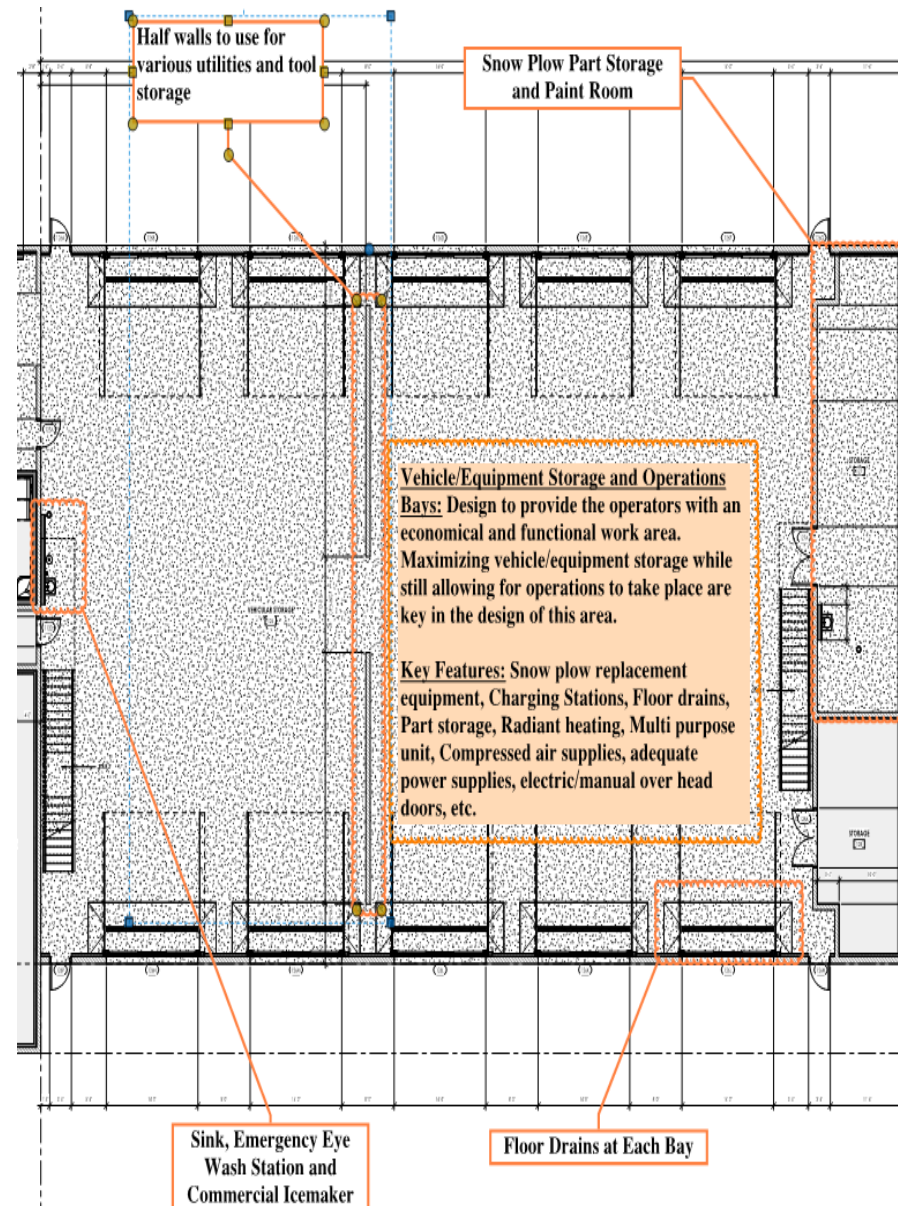 Half walls to use for
various utilities and tool
storage
Snow Plow Part Storage
and Paint Room
STORAGE
Vehicle/Equipment Storage and Operations
Bays: Design to provide the operators with an
economical and functional work area.
Maximizing vehicle/equipment storage while
still allowing for operations to take place are
key in the design of this area.
Key Features: Snow plow replacement
equipment, Charging Stations, Floor drains,
Part storage, Radiant heating, Multi purpose
unit, Compressed air supplies, adequate
power supplies, electric/manual over head
doors, etc.
VEHICULAR STORAGE
STORAGE
Sink, Emergency Eye
Wash Station and
Commercial Icemaker
Floor Drains at Each Bay